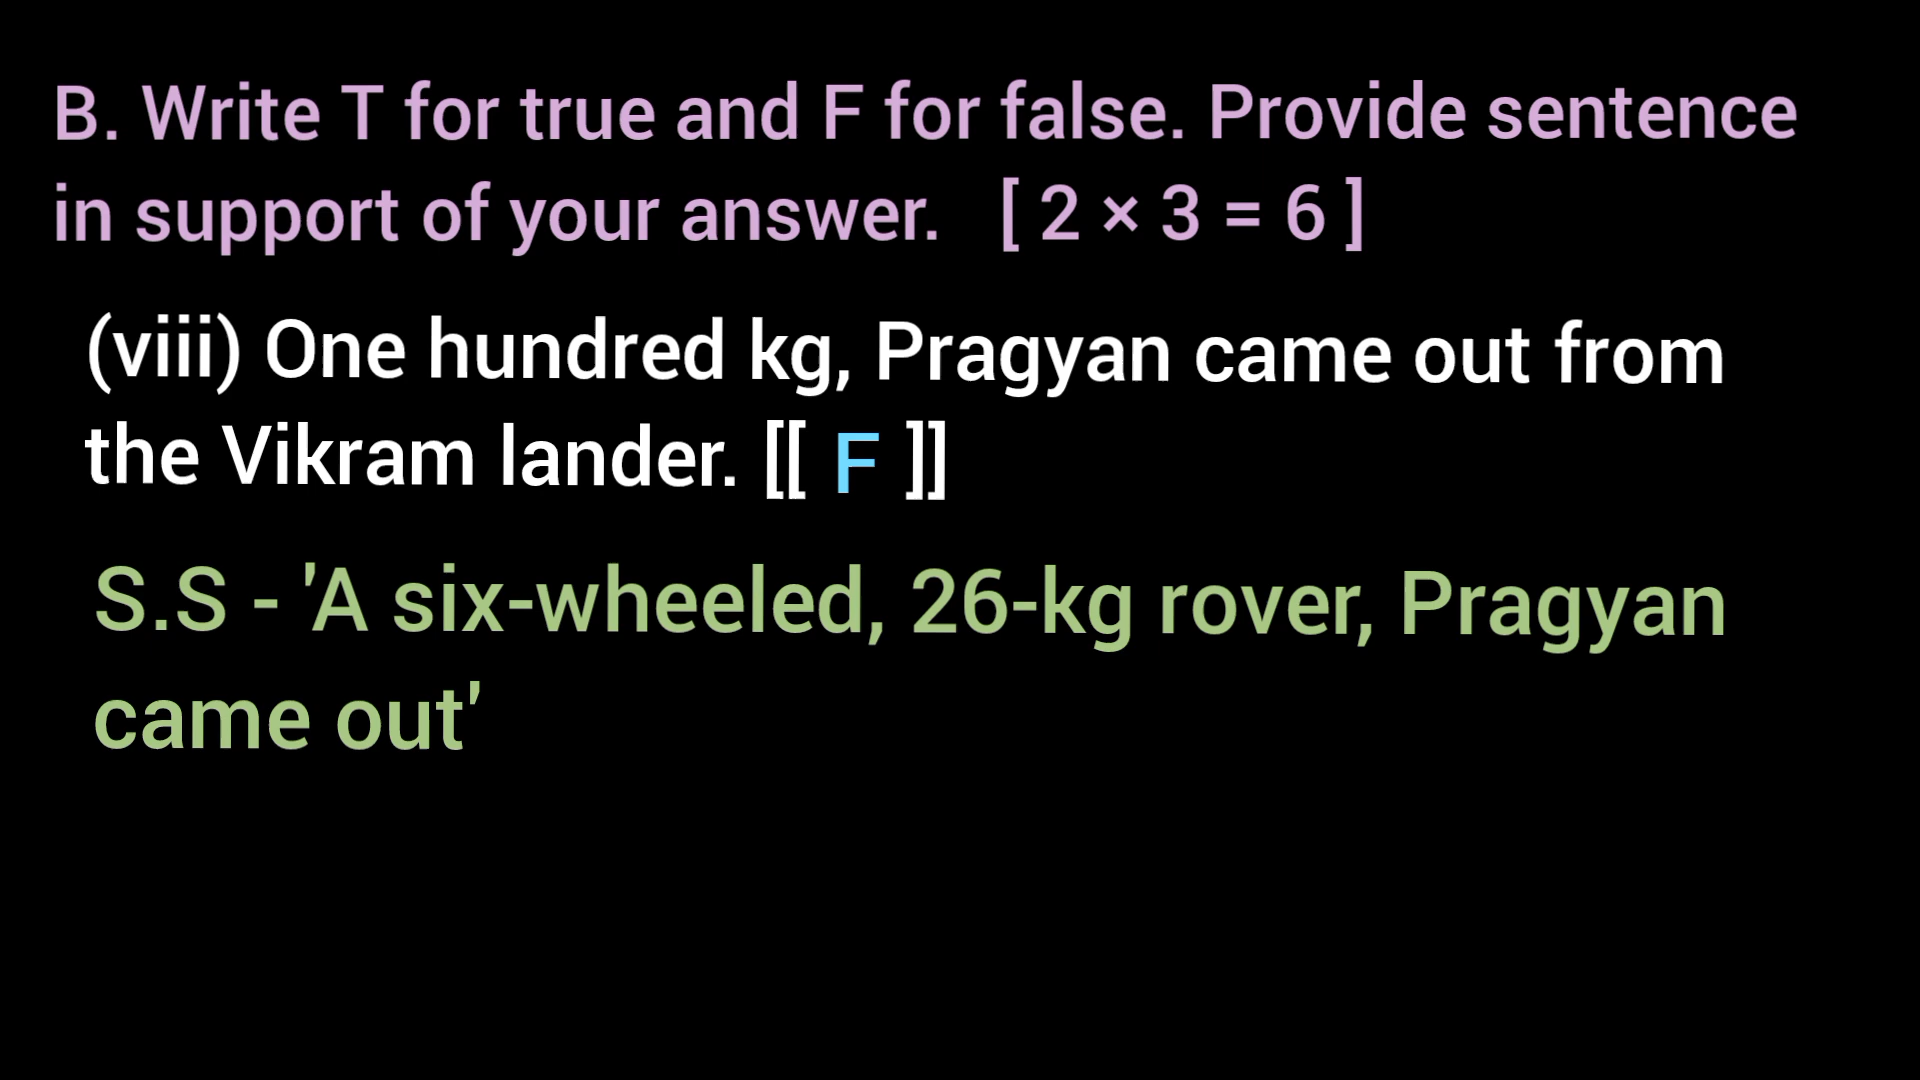 B. Write T for true and F for false. Provide sentence
in support of your answer. [ 2 × 3 = 6 ]
(viii) One hundred kg, Pragyan came out from
the Vikram lander. [[ F ]]
S.S - 'A six-wheeled, 26-kg rover, Pragyan
came out'